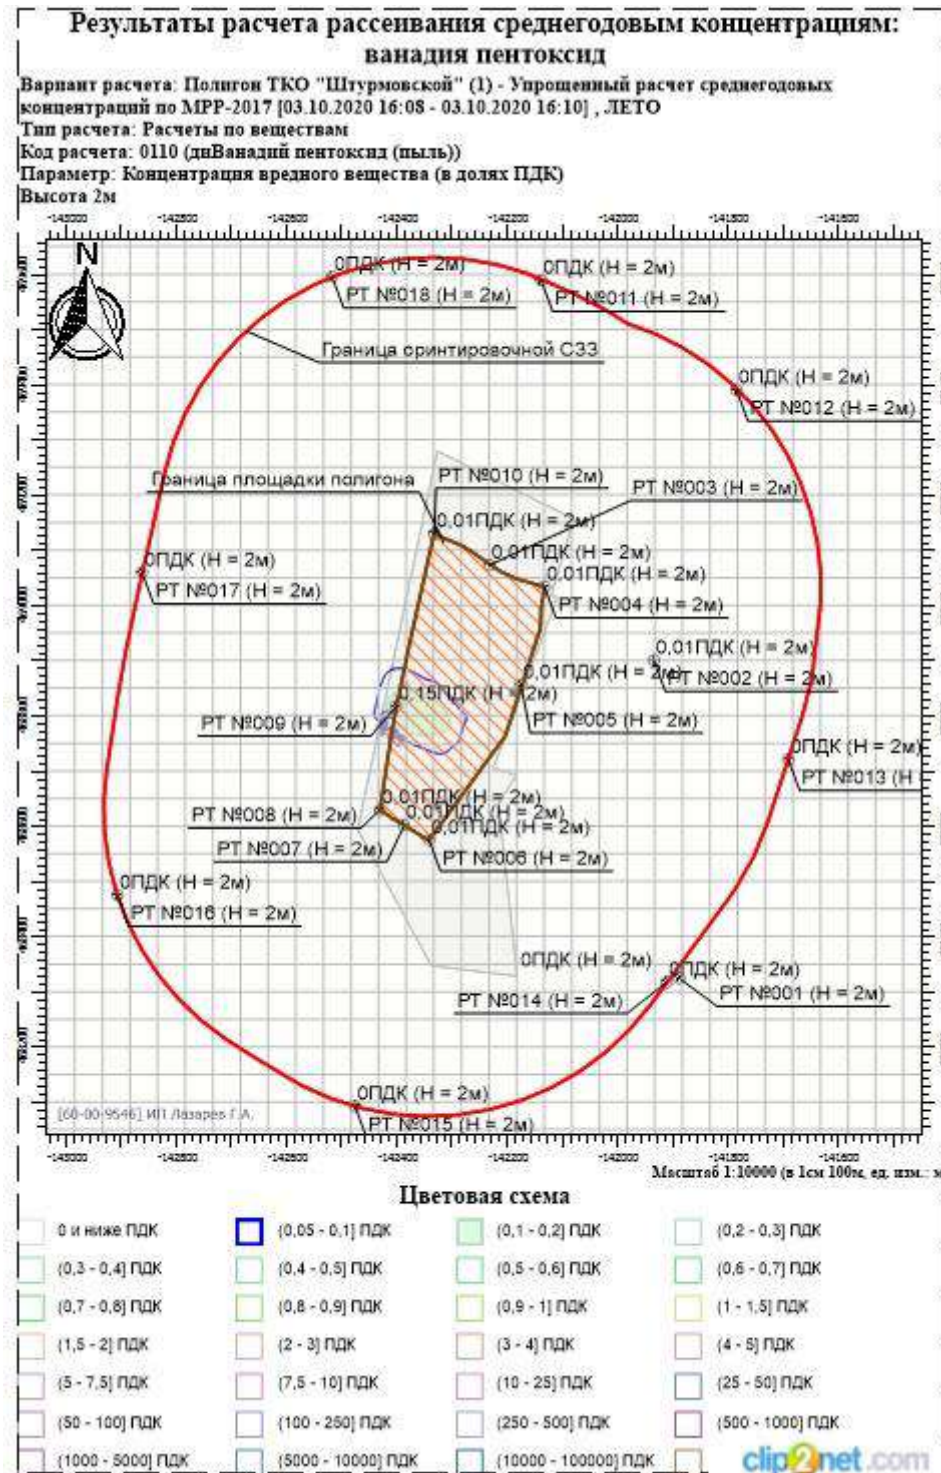 Результаты расчета рассеивания среднегодовым концентрациям:
ванадия пентоксид
Вариант расчета: Полигон ТКО "Штурмовской" (1) - Упрощенный расчет среднегодовых
концентраций по МРР-2017 [03.10.2020 16:08 - 03.10.2020 16:10] , ЛЕТО
Тип расчета: Расчеты по веществам
Код расчета: 0110 (диВанадий пентоксид (пыль))
Параметр: Концентрация вредного вещества (в долях ПДК)
Высота 2м
N
0ПДК (Н = 2м)
РТ №018 (Н = 2м)
0ПДК (Н = 2м)
РТ №011 (Н = 2м)
Граница оринтировочной СЗЗ
0ПДК (Н = 2м)
РТ №012 (Н = 2м)
Граница площадки полигона
РТ №010 (Н = 2м)
РТ №003 (Н = 2м)
0,01ПДК (Н = 2м)
0,01ПДК (Н = 2м)
0,01ПДК (Н = 2м)
РТ №004 (Н = 2м)
0ПДК (Н = 2м)
РТ №017 (Н = 2м)
0,01ПДК (Н = 2м)
РТ №002 (Н = 2м)
0,01ПДК (Н = 2м)
РТ №005 (Н = 2м)
0,15ПДК (Н = 2м)
РТ №009 (Н = 2м)
0ПДК (Н = 2м)
РТ №013 (Н
0,01ПДК (Н = 2м)
РТ №008 (Н = 2м)
0,01ПДК (Н = 2м)
РТ №007 (Н = 2м)
0,01ПДК (Н = 2м)
РТ №006 (Н = 2м)
0ПДК (Н = 2м)
РТ №016 (Н = 2м)
0ПДК (Н = 2м)
РТ №014 (Н = 2м)
0ПДК (Н = 2м)
РТ №001 (Н = 2м)
0ПДК (Н = 2м)
РТ №015 (Н = 2м)
[60-00-9546] ИП Лазарев Г.А.
Масштаб 1:10000 (в 1см 100м, ед. изм.: м
Цветовая схема
0 и ниже ПДК (0,05 - 0,1] ПДК (0,1 - 0,2] ПДК (0,2 - 0,3] ПДК
(0,3 - 0,4] ПДК (0,4 - 0,5] ПДК (0,5 - 0,6] ПДК (0,6 - 0,7] ПДК
(0,7 - 0,8] ПДК (0,8 - 0,9] ПДК (0,9 - 1] ПДК (1 - 1,5] ПДК
(1,5 - 2] ПДК (2 - 3] ПДК (3 - 4] ПДК (4 - 5] ПДК
(5 - 7,5] ПДК (7,5 - 10] ПДК (10 - 25] ПДК (25 - 50] ПДК
(50 - 100] ПДК (100 - 250] ПДК (250 - 500] ПДК (500 - 1000] ПДК
(1000 - 5000] ПДК (5000 - 10000] ПДК (10000 - 100000] ПДК
clip2net.com